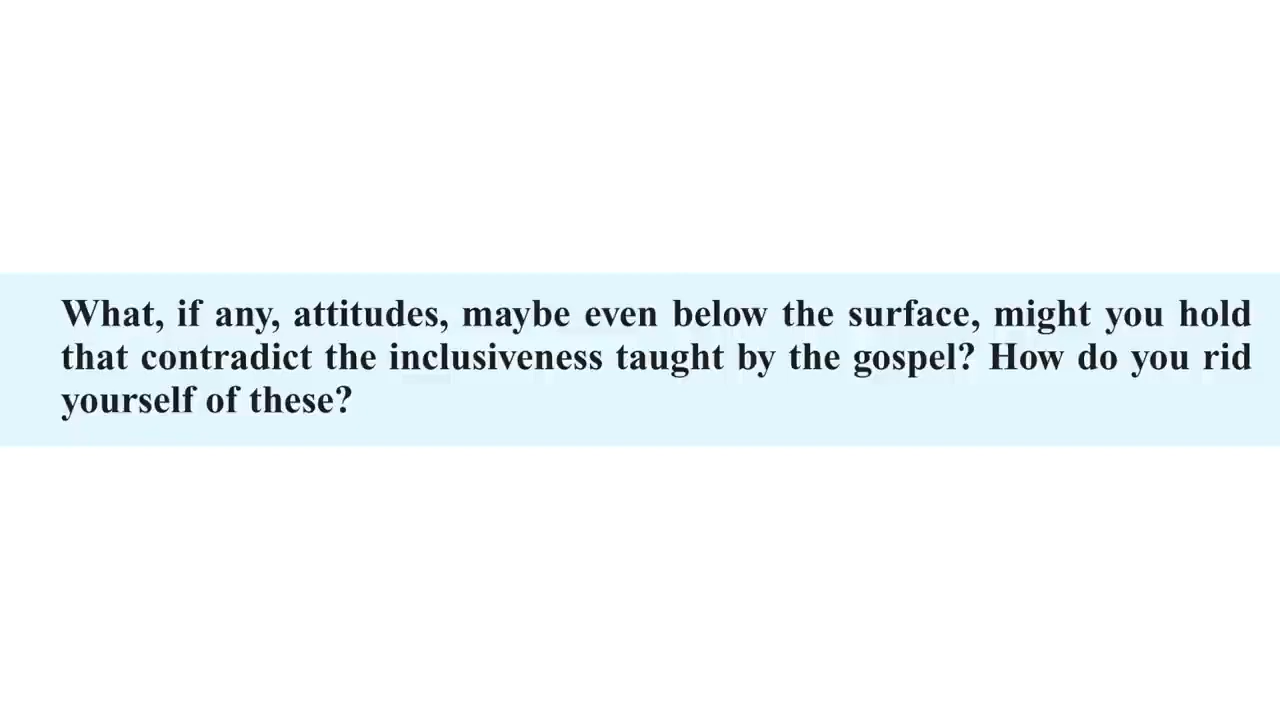 What, if any, attitudes, maybe even below the surface, might you hold
that contradict the inclusiveness taught by the gospel? How do you rid
yourself of these?